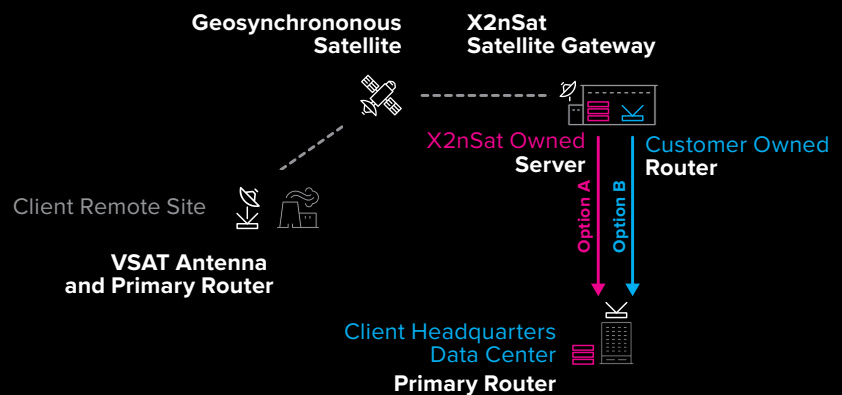 Geosynchrononous
Satellite
X2nSat
Satellite Gateway
X2nSat Owned
Server
Customer Owned
Router
Option A
Option B
Client Remote Site
VSAT Antenna
and Primary Router
Client Headquarters
Data Center
Primary Router